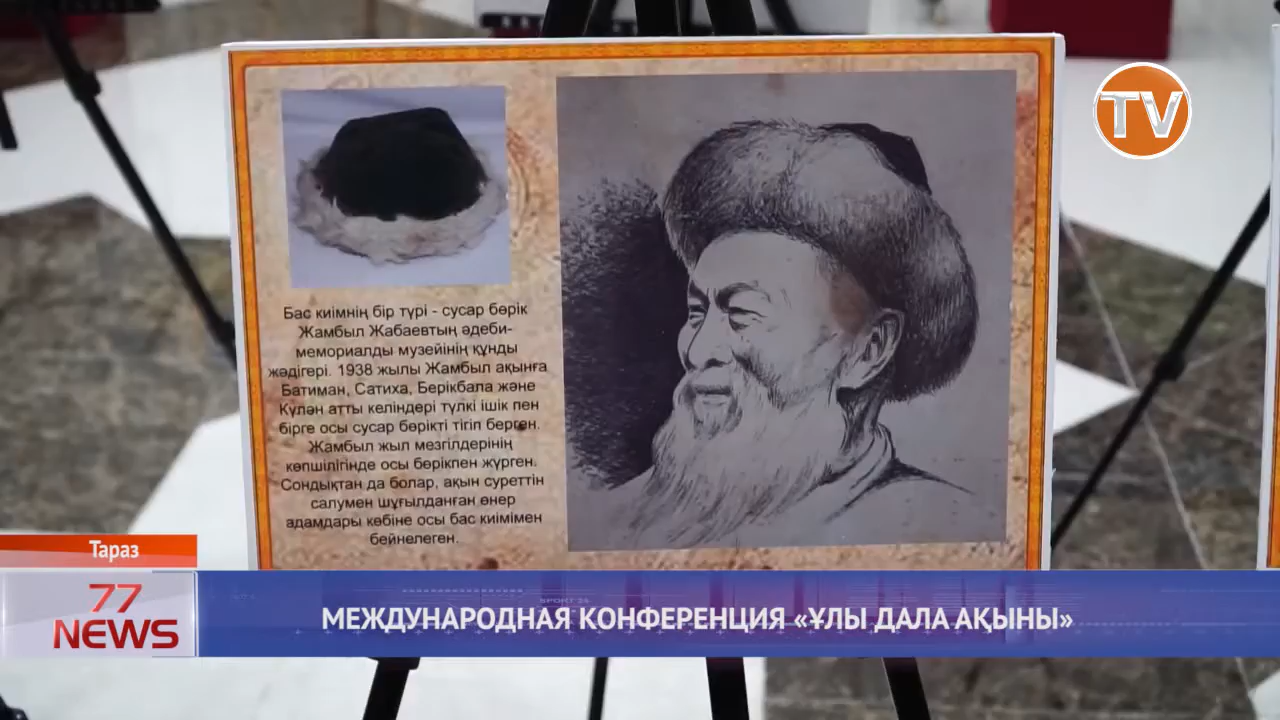 TV
Бас киімнің бір түрі - сусар бөрік
Жамбыл Жабаевтың әдеби-
мемориалды музейінің құнды
жәдігері. 1938 жылы Жамбыл ақынға
Батиман, Сатиха, Берікбала және
Күлән атты келіндері түлкі ішік пен
бірге осы сусар бөрікті тігіп берген.
Жамбыл жыл мезгілдерінің
көпшілігінде осы бөрікпен жүрген.
Сондықтан да болар, ақын суреттін
салумен шұғылданған өнер
адамдары көбіне осы бас киімімен
бейнелеген.
Тараз
77
NEWS
МЕЖДУНАРОДНАЯ КОНФЕРЕНЦИЯ «ҰЛЫ ДАЛА АҚЫНЫ»